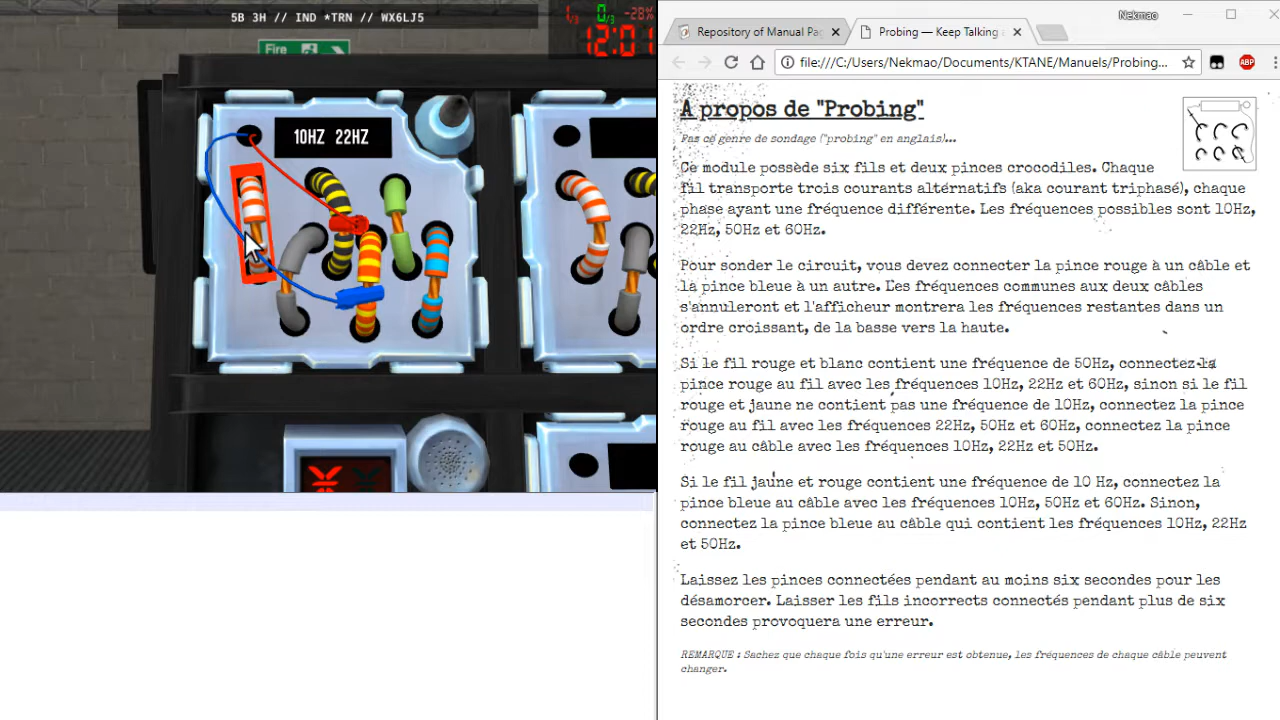 5B 3H // IND *TRN // WX6LJ5
1/3 0/3 -28%
12:01
Fire
10HZ 22HZ
Nekmao
Repository of Manual Pag
Probing — Keep Talking a
file:///C:/Users/Nekmao/Documents/KTANE/Manuels/Probing...
ABP
A propos de "Probing"
Pas ce genre de sondage ("probing" en anglais)...
Ce module possède six fils et deux pinces crocodiles. Chaque
fil transporte trois courants altérnatifs (aka courant triphasé), chaque
phase ayant une fréquence différente. Les fréquences possibles sont 10Hz,
22Hz, 50Hz et 60Hz.
Pour sonder le circuit, vous devez connecter la pince rouge à un câble et
la pince bleue à un autre. Les fréquences communes aux deux câbles
s'annuleront et l'afficheur montrera les fréquences restantes dans un
ordre croissant, de la basse vers la haute.
Si le fil rouge et blanc contient une fréquence de 50Hz, connectez la
pince rouge au fil avec les fréquences 10Hz, 22Hz et 60Hz, sinon si le fil
rouge et jaune ne contient pas une fréquence de 10Hz, connectez la pince
rouge au fil avec les fréquences 22Hz, 50Hz et 60Hz, connectez la pince
rouge au câble avec les fréquences 10Hz, 22Hz et 50Hz.
Si le fil jaune et rouge contient une fréquence de 10 Hz, connectez la
pince bleue au câble avec les fréquences 10Hz, 50Hz et 60Hz. Sinon,
connectez la pince bleue au câble qui contient les fréquences 10Hz, 22Hz
et 50Hz.
Laissez les pinces connectées pendant au moins six secondes pour les
désamorcer. Laisser les fils incorrects connectés pendant plus de six
secondes provoquera une erreur.
REMARQUE : Sachez que chaque fois qu'une erreur est obtenue, les fréquences de chaque câble peuvent
changer.